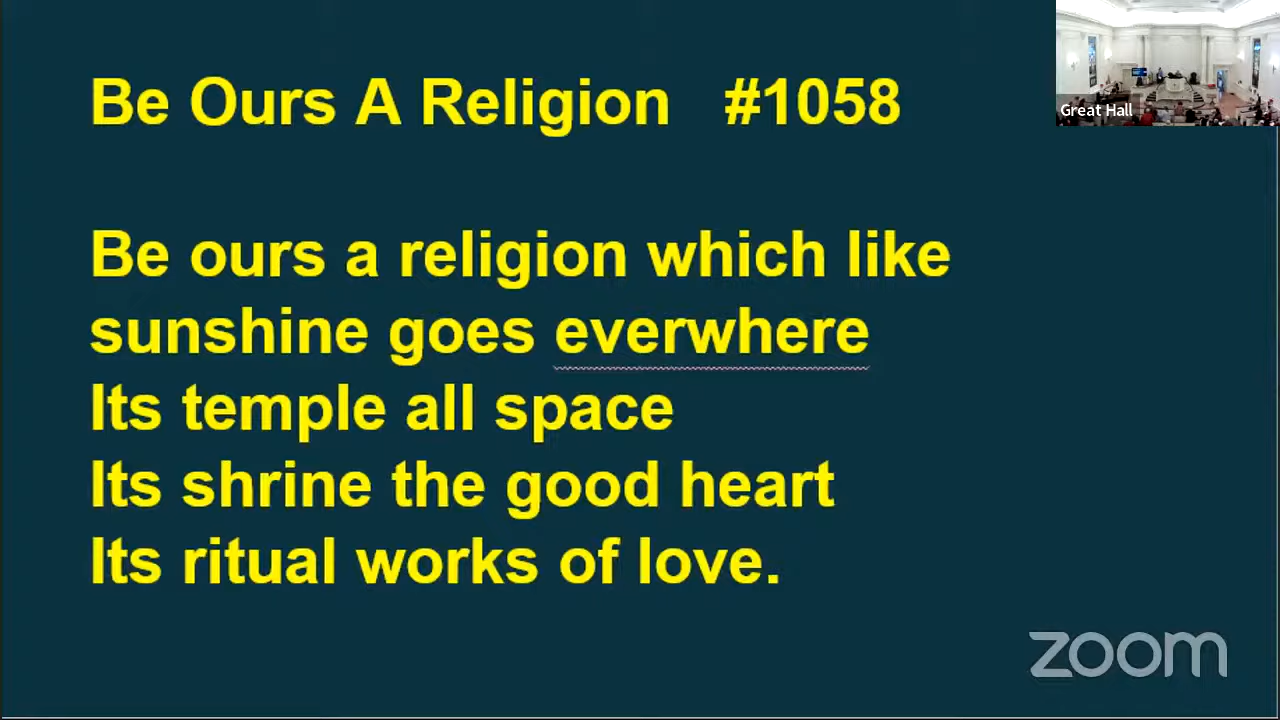 Be Ours A Religion #1058
Great Hall
Be ours a religion which like
sunshine goes everwhere
Its temple all space
Its shrine the good heart
Its ritual works of love.
zoom